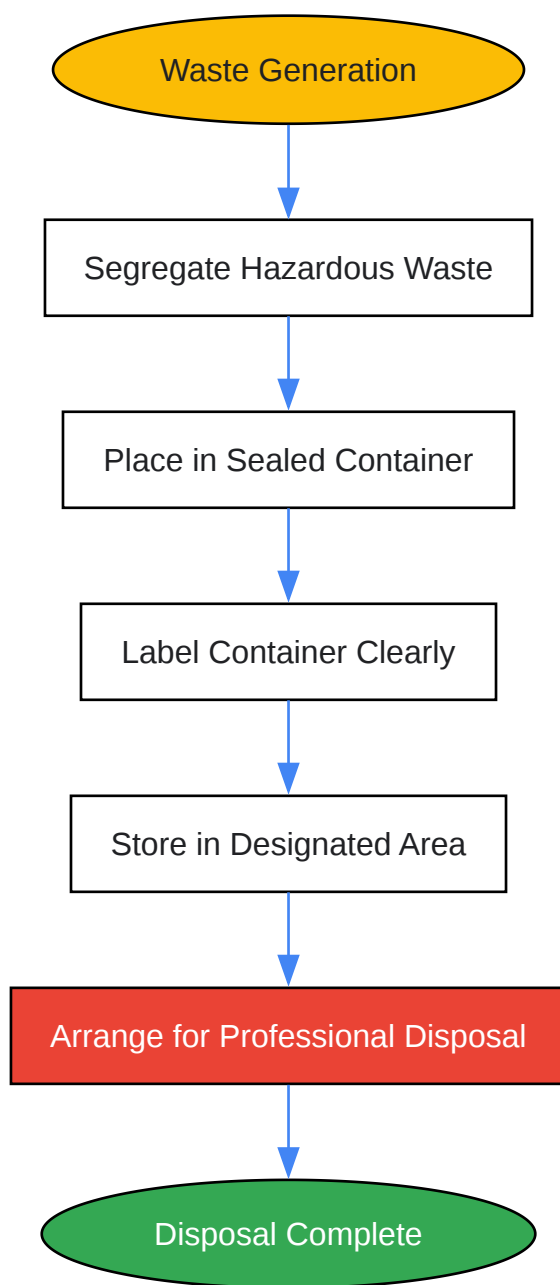 Waste Generation
Segregate Hazardous Waste
Place in Sealed Container
Label Container Clearly
Store in Designated Area
Arrange for Professional Disposal
Disposal Complete